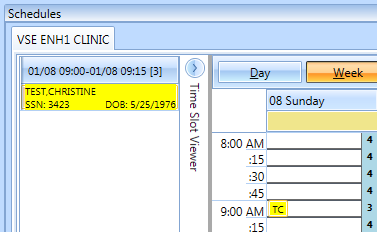 Schedules
VSE ENH1 CLINIC
01/08 09:00-01/08 09:15 [3]
TEST,CHRISTINE
SSN: 3423 DOB: 5/25/1976
Time Slot Viewer
Day Week
08 Sunday
8:00 AM 4
:15 4
:30 4
:45 4
9:00 AM TC 3
:15 4